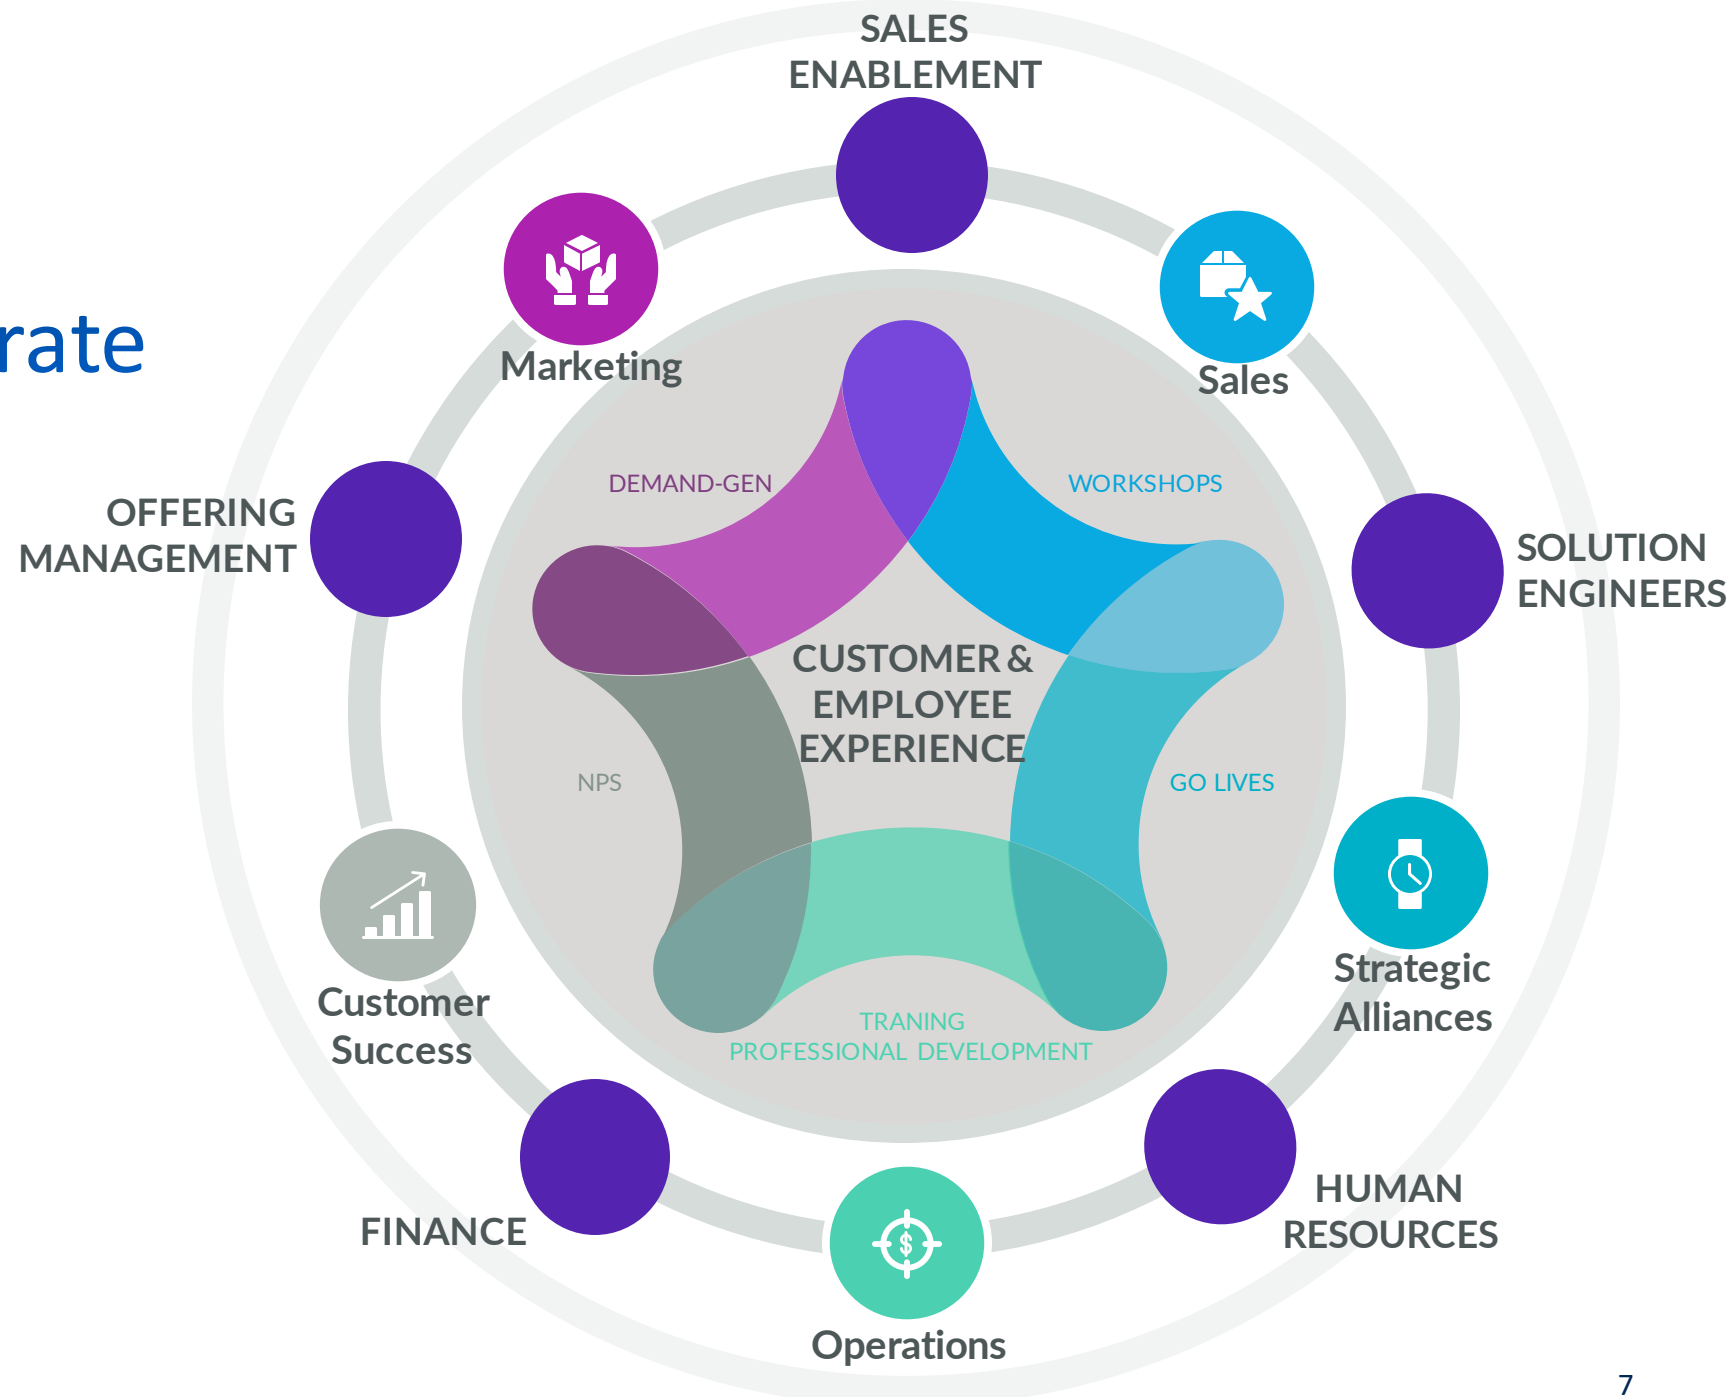 SALES
ENABLEMENT
rate
Marketing
Sales
DEMAND-GEN
WORKSHOPS
OFFERING
MANAGEMENT
SOLUTION
ENGINEERS
CUSTOMER &
EMPLOYEE
EXPERIENCE
NPS
GO LIVES
Strategic
Alliances
Customer
Success
TRANING
PROFESSIONAL DEVELOPMENT
HUMAN
RESOURCES
FINANCE
$
Operations
7